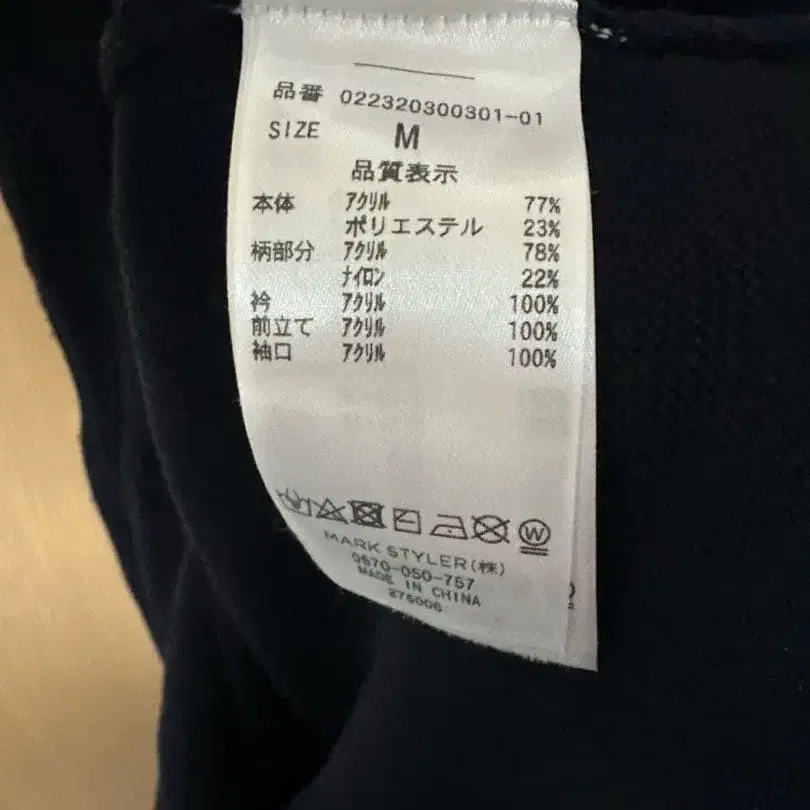 品番 022320300301-01
SIZE M
品質表示
本体 アクリル 77%
ポリエステル 23%
柄部分 アクリル 78%
ナイロン 22%
衿 アクリル 100%
前立て アクリル 100%
袖口 アクリル 100%
W
MARK STYLER(株)
0570-050-757
MADE IN CHINA
275006